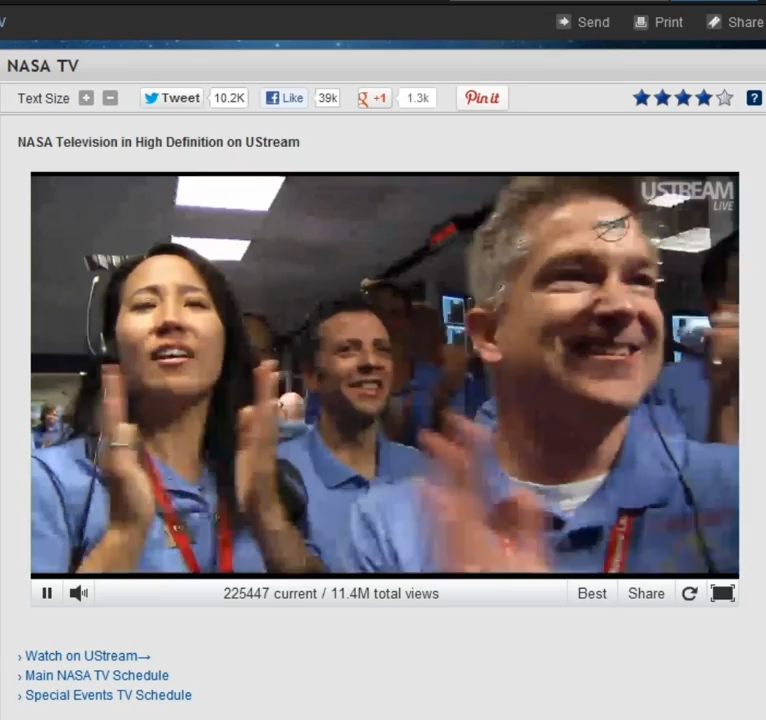 V
Send Print Share
NASA TV
Text Size + - Tweet 10.2K Like 39k +1 1.3k Pin it ?
NASA Television in High Definition on UStream
USTREAM
LIVE
225447 current / 11.4M total views Best Share
› Watch on UStream→
› Main NASA TV Schedule
› Special Events TV Schedule